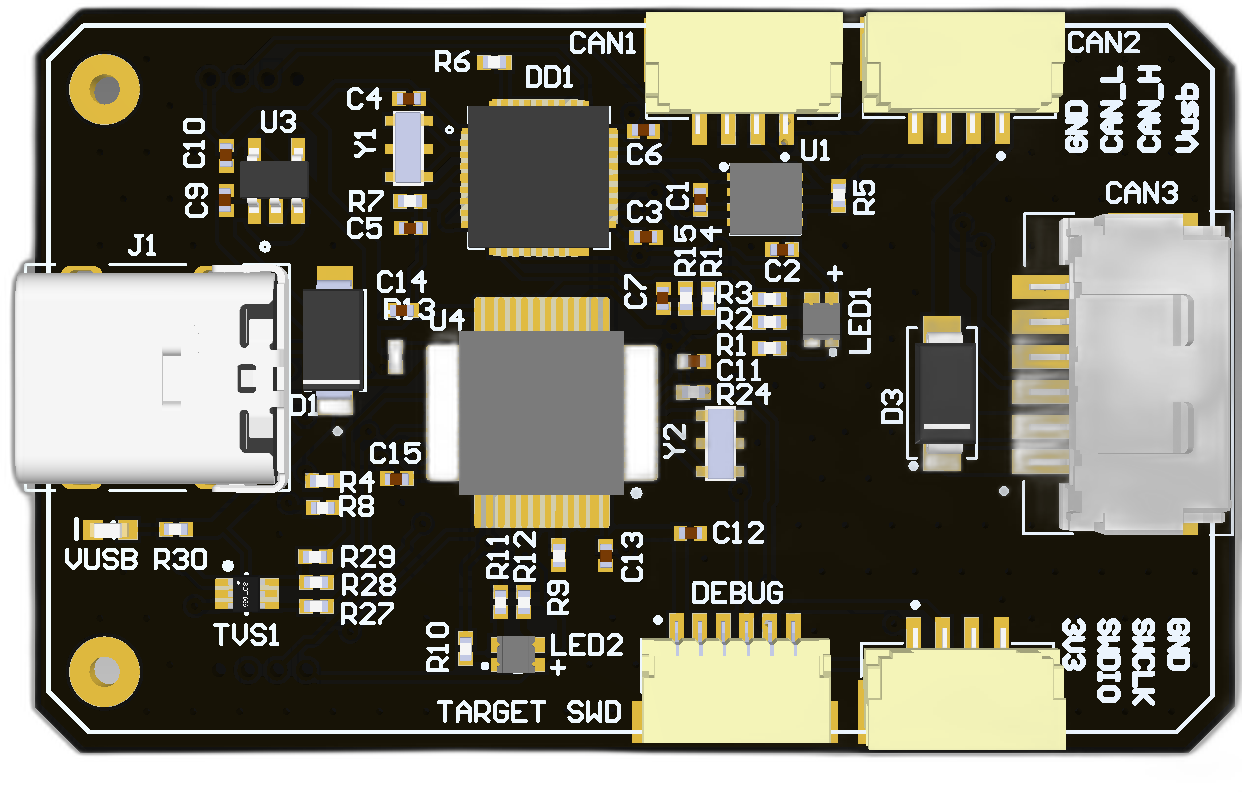 CAN1
CAN2
R6
DD1
C4
Y1
U3
C10
C9
C6
GND
CAN_L
CAN_H
Vusb
U1
R7
C5
C1
C3
R5
CAN3
J1
C2
R15
R14
C14
R13
C7
R3
R2
R1
+
LED1
U4
C11
R24
D1
Y2
D3
C15
R4
R8
VUSB
R30
C12
R11
R12
R9
C13
R29
R28
R27
TVS1
DEBUG
R10
LED2
+
TARGET SWD
3V3
SWDIO
SWCLK
GND